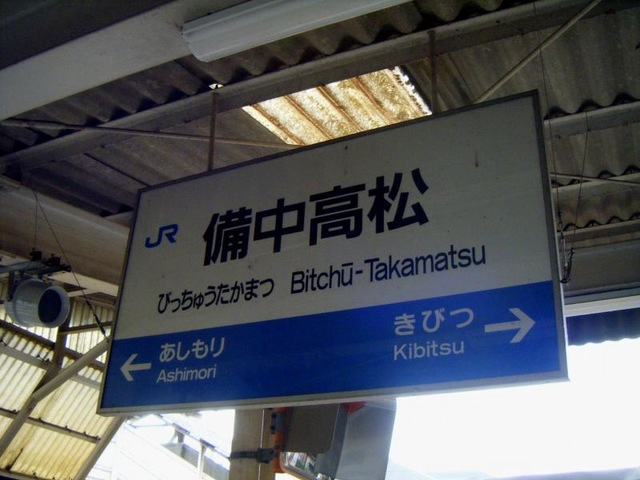 JR 備中高松
びっちゅうたかまつ Bitchū-Takamatsu
← あしもり きびつ →
Ashimori Kibitsu